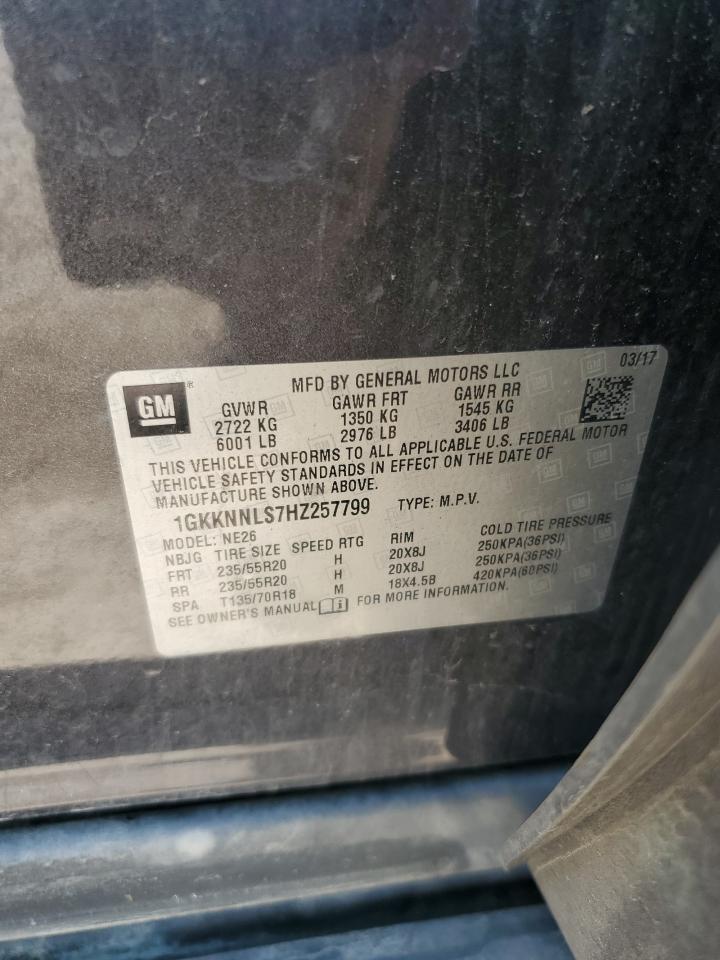 03/17
GM ®
MFD BY GENERAL MOTORS LLC
GVWR GAWR FRT GAWR RR
2722 KG 1350 KG 1545 KG
6001 LB 2976 LB 3406 LB
THIS VEHICLE CONFORMS TO ALL APPLICABLE U.S. FEDERAL MOTOR
VEHICLE SAFETY STANDARDS IN EFFECT ON THE DATE OF
MANUFACTURE SHOWN ABOVE.
1GKKNNLS7HZ257799 TYPE: M.P.V.
MODEL: NE26
NBJG TIRE SIZE SPEED RTG RIM COLD TIRE PRESSURE
FRT 235/55R20 H 20X8J 250KPA(36PSI)
RR 235/55R20 H 20X8J 250KPA(36PSI)
SPA T135/70R18 M 18X4.5B 420KPA(60PSI)
SEE OWNER'S MANUAL i FOR MORE INFORMATION.